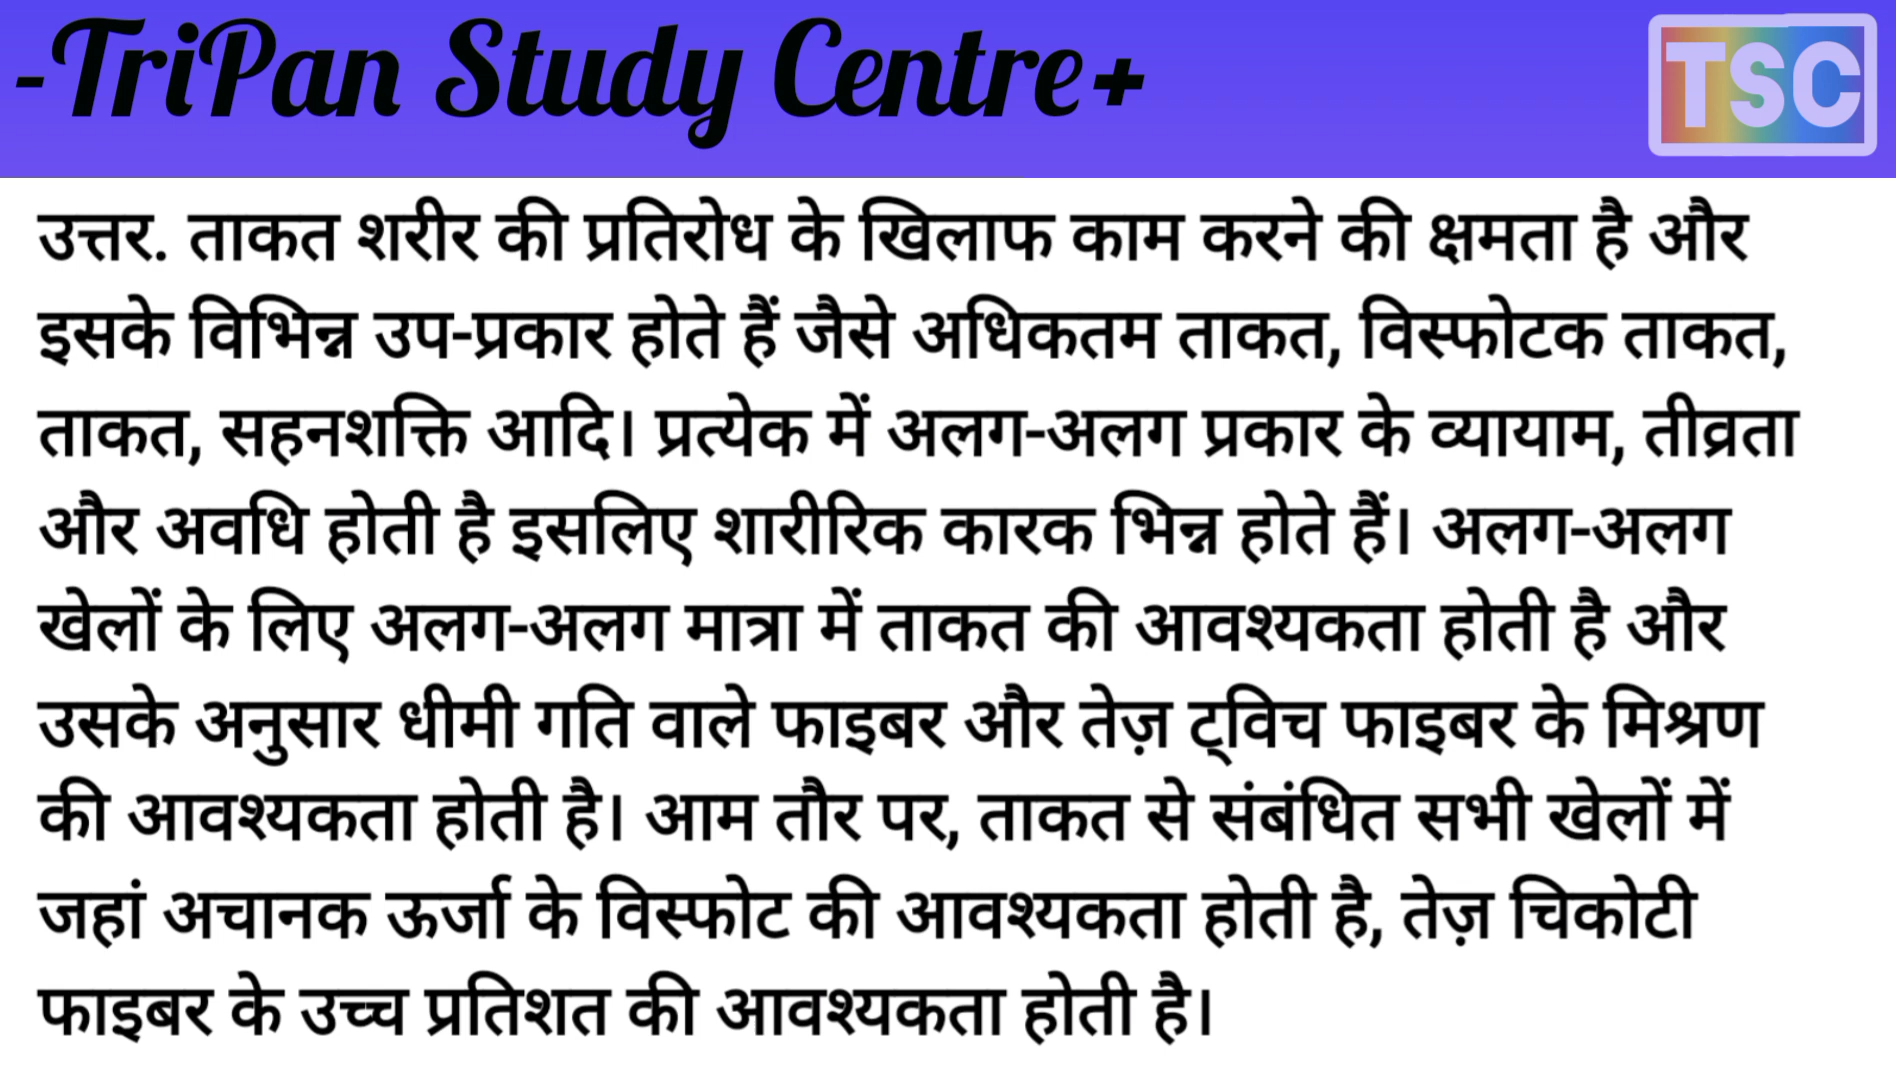 -TriPan Study Centre+
TSC
उत्तर. ताकत शरीर की प्रतिरोध के खिलाफ काम करने की क्षमता है और
इसके विभिन्न उप-प्रकार होते हैं जैसे अधिकतम ताकत, विस्फोटक ताकत,
ताकत, सहनशक्ति आदि। प्रत्येक में अलग-अलग प्रकार के व्यायाम, तीव्रता
और अवधि होती है इसलिए शारीरिक कारक भिन्न होते हैं। अलग-अलग
खेलों के लिए अलग-अलग मात्रा में ताकत की आवश्यकता होती है और
उसके अनुसार धीमी गति वाले फाइबर और तेज़ ट्विच फाइबर के मिश्रण
की आवश्यकता होती है। आम तौर पर, ताकत से संबंधित सभी खेलों में
जहां अचानक ऊर्जा के विस्फोट की आवश्यकता होती है, तेज़ चिकोटी
फाइबर के उच्च प्रतिशत की आवश्यकता होती है।